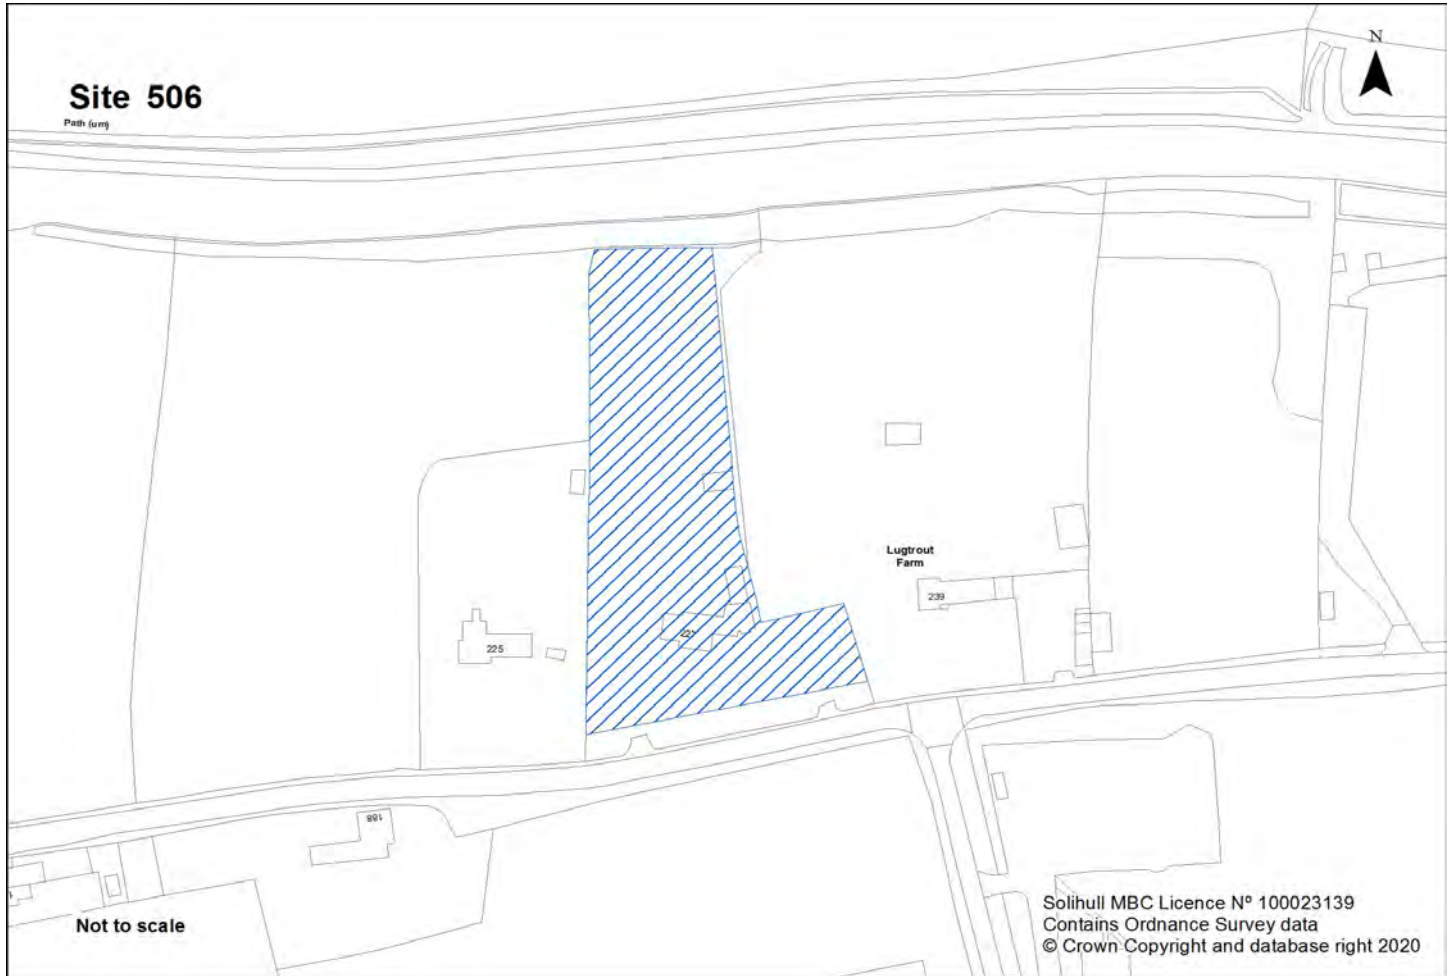 N
Site 506
Path (um)
Lugtrout
Farm
239
225
188
Not to scale
Solihull MBC Licence Nº 100023139
Contains Ordnance Survey data
© Crown Copyright and database right 2020